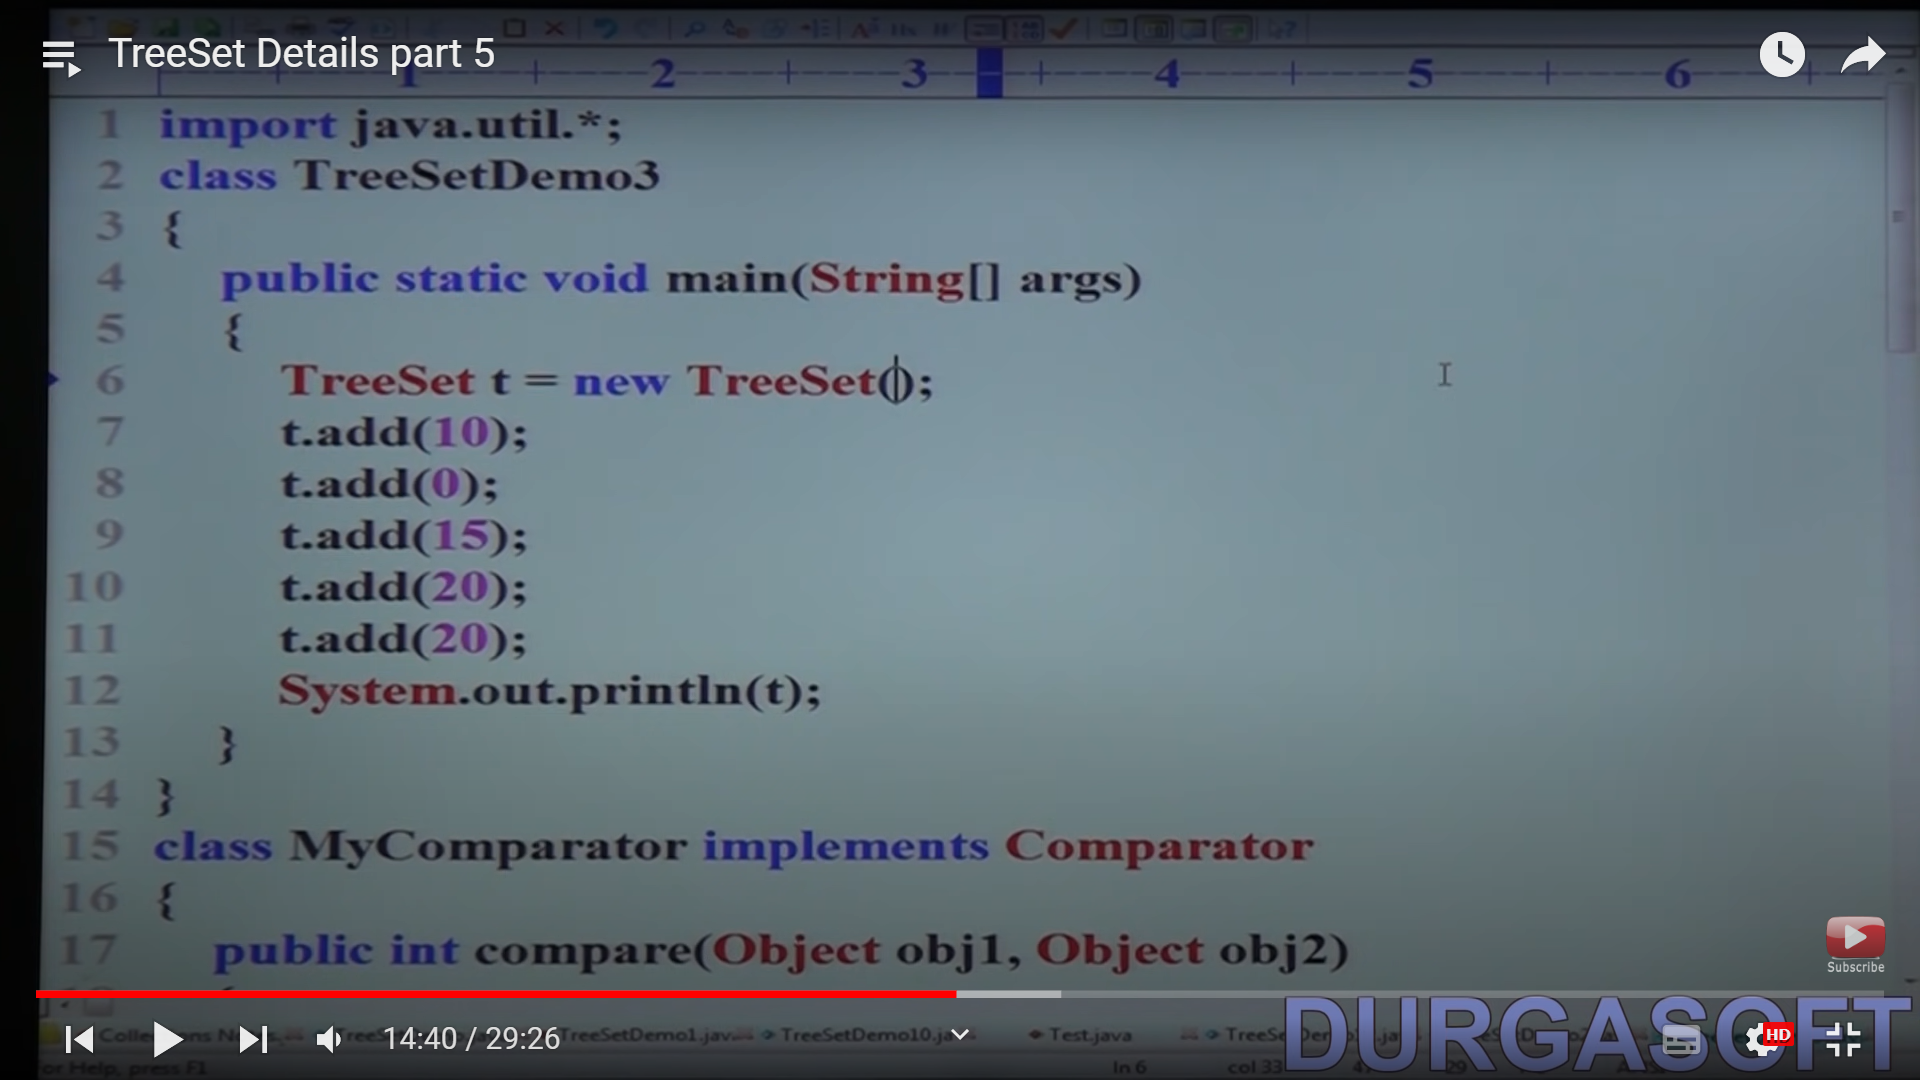 TreeSet Details part 5
1 2 3 4 5 6
1 import java.util.*;
2 class TreeSetDemo3
3 {
4 public static void main(String[] args)
5 {
6 TreeSet t = new TreeSet();
7 t.add(10);
8 t.add(0);
9 t.add(15);
10 t.add(20);
11 t.add(20);
12 System.out.println(t);
13 }
14 }
15 class MyComparator implements Comparator
16 {
17 public int compare(Object obj1, Object obj2)
Subscribe
DURGASOFT
14:40 / 29:26
TreeSetDemo1.jav
TreeSetDemo10.ja
Test.java
HD
or Help, press F1
ln 6
col 33